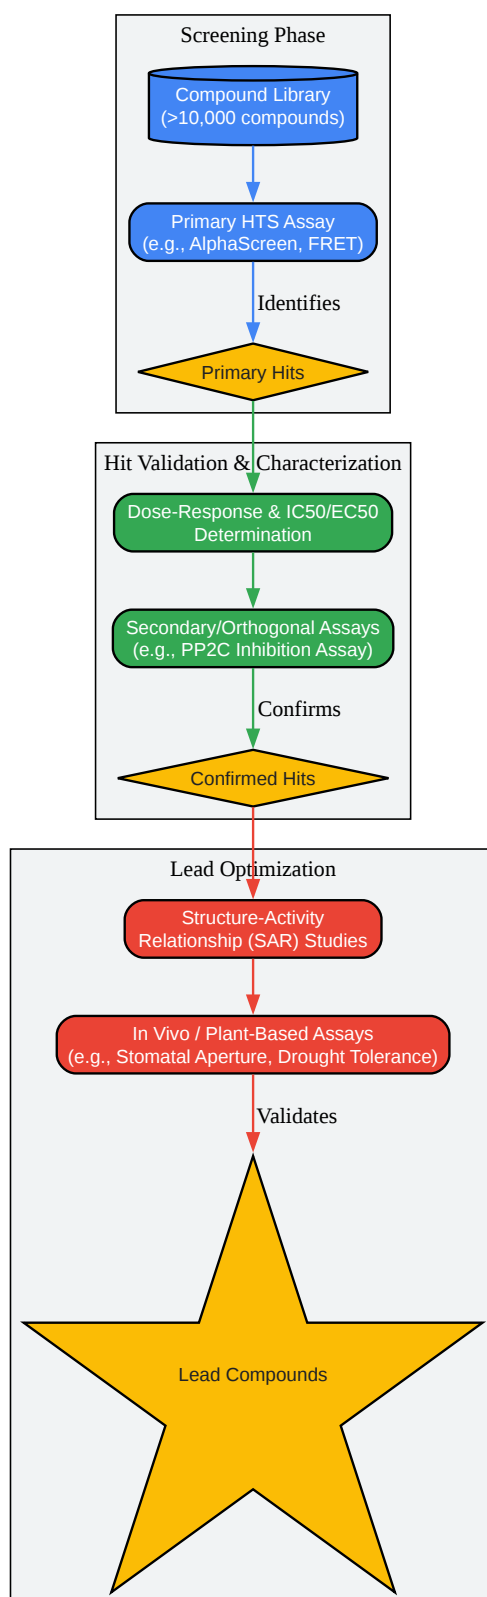 Screening Phase
Compound Library
(>10,000 compounds)
Primary HTS Assay
(e.g., AlphaScreen, FRET)
Identifies
Primary Hits
Hit Validation & Characterization
Dose-Response & IC50/EC50
Determination
Secondary/Orthogonal Assays
(e.g., PP2C Inhibition Assay)
Confirms
Confirmed Hits
Lead Optimization
Structure-Activity
Relationship (SAR) Studies
In Vivo / Plant-Based Assays
(e.g., Stomatal Aperture, Drought Tolerance)
Validates
Lead Compounds